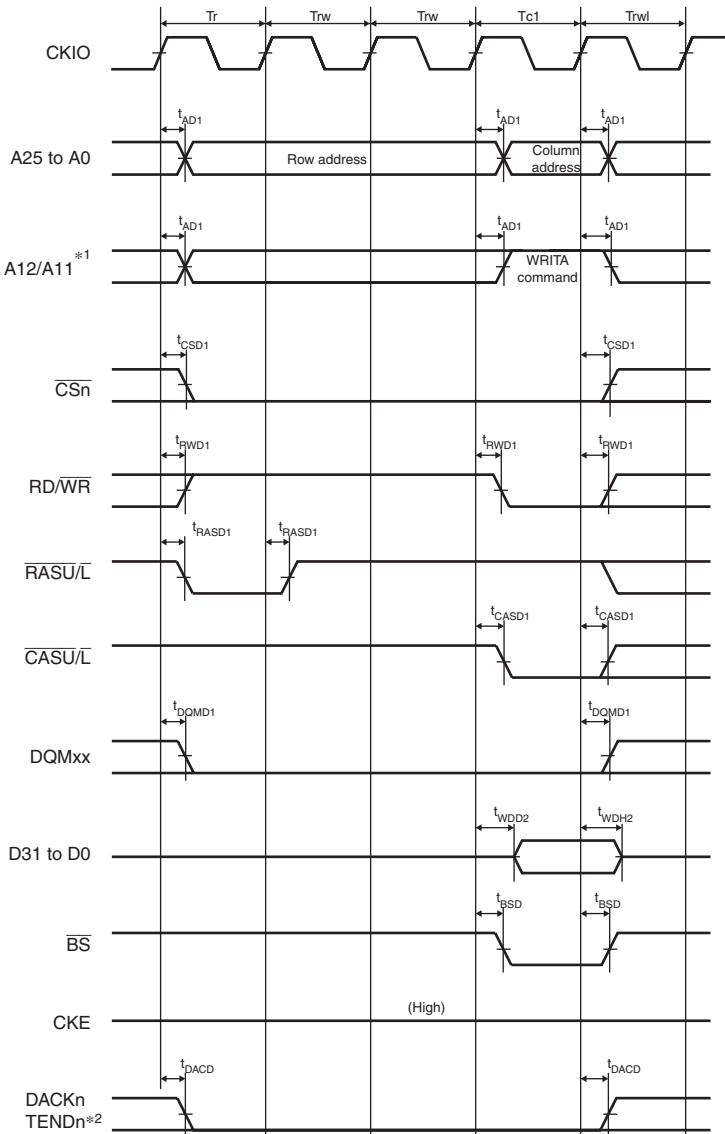 Tr Trw Trw Tc1 Trwl
CKIO
tAD1 tAD1 tAD1
A25 to A0 Row address Column address
tAD1 tAD1 tAD1
A12/A11*1 WRITA command
tCSD1 tCSD1
CSn
tRWD1 tRWD1 tRWD1
RD/WR
tRASD1 tRASD1
RASU/L
tCASD1 tCASD1
CASU/L
tDQMD1 tDQMD1
DQMxx
tWDD2 tWDH2
D31 to D0
tBSD tBSD
BS
(High)
CKE
tDACD tDACD
DACKn
TENDn*2